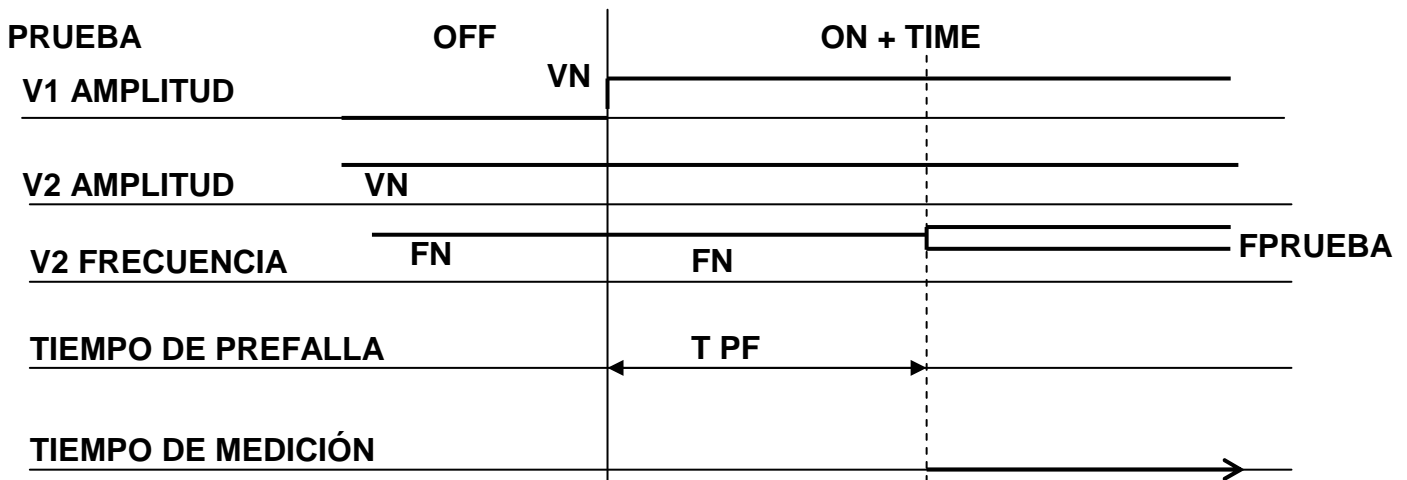 PRUEBA OFF ON + TIME
VN
V1 AMPLITUD
V2 AMPLITUD VN
FN FN FPRUEBA
V2 FRECUENCIA
TIEMPO DE PREFALLA T PF
TIEMPO DE MEDICIÓN